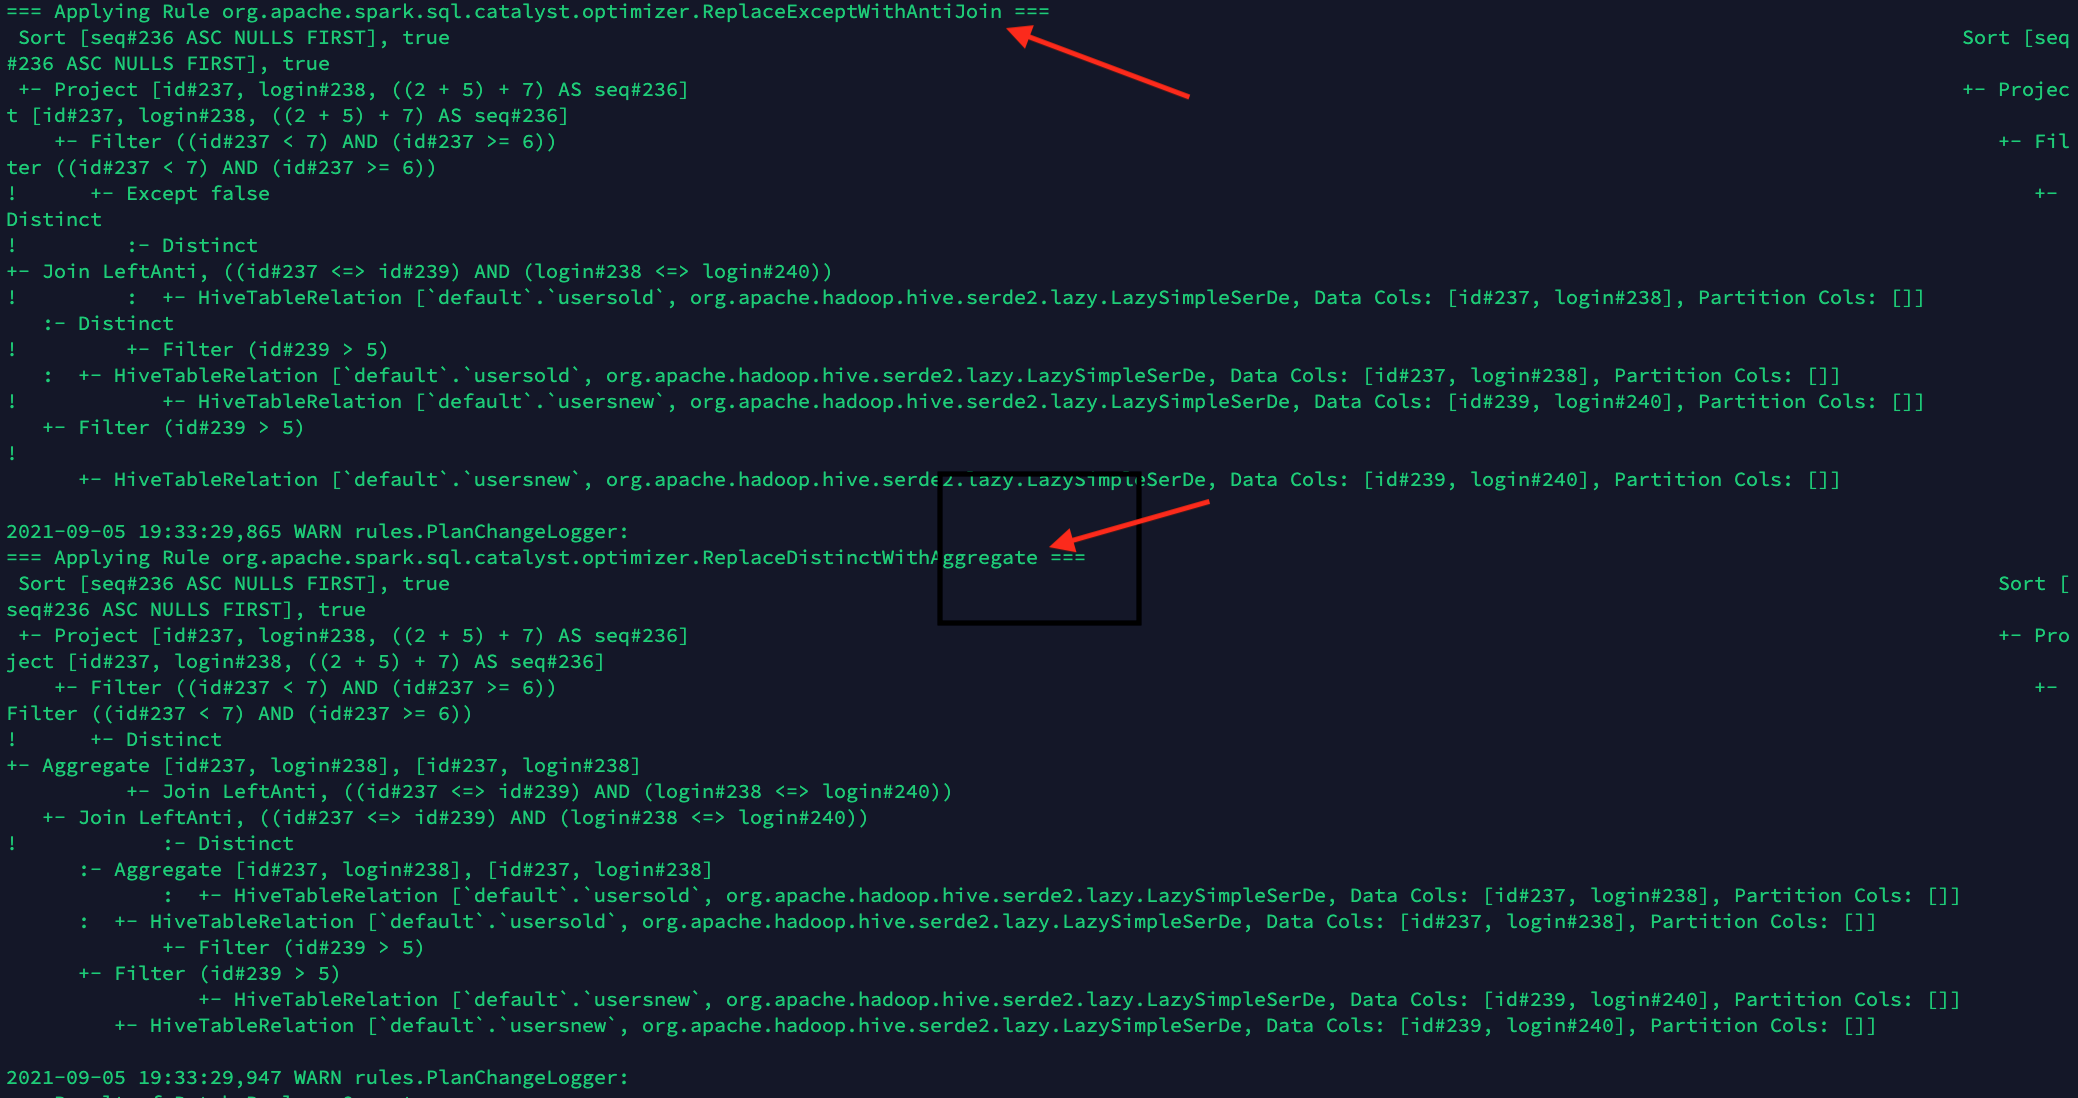 === Applying Rule org.apache.spark.sql.catalyst.optimizer.ReplaceExceptWithAntiJoin ===
 Sort [seq#236 ASC NULLS FIRST], true Sort [seq
#236 ASC NULLS FIRST], true
 +- Project [id#237, login#238, ((2 + 5) + 7) AS seq#236] +- Projec
t [id#237, login#238, ((2 + 5) + 7) AS seq#236]
    +- Filter ((id#237 < 7) AND (id#237 >= 6)) +- Fil
ter ((id#237 < 7) AND (id#237 >= 6))
!      +- Except false +-
Distinct
!         :- Distinct
+- Join LeftAnti, ((id#237 <=> id#239) AND (login#238 <=> login#240))
!         :  +- HiveTableRelation [`default`.`usersold`, org.apache.hadoop.hive.serde2.lazy.LazySimpleSerDe, Data Cols: [id#237, login#238], Partition Cols: []]
   :- Distinct
!         +- Filter (id#239 > 5)
   :  +- HiveTableRelation [`default`.`usersold`, org.apache.hadoop.hive.serde2.lazy.LazySimpleSerDe, Data Cols: [id#237, login#238], Partition Cols: []]
!            +- HiveTableRelation [`default`.`usersnew`, org.apache.hadoop.hive.serde2.lazy.LazySimpleSerDe, Data Cols: [id#239, login#240], Partition Cols: []]
   +- Filter (id#239 > 5)
!
      +- HiveTableRelation [`default`.`usersnew`, org.apache.hadoop.hive.serde2.lazy.LazySimpleSerDe, Data Cols: [id#239, login#240], Partition Cols: []]
2021-09-05 19:33:29,865 WARN rules.PlanChangeLogger:
=== Applying Rule org.apache.spark.sql.catalyst.optimizer.ReplaceDistinctWithAggregate ===
 Sort [seq#236 ASC NULLS FIRST], true Sort [
seq#236 ASC NULLS FIRST], true
 +- Project [id#237, login#238, ((2 + 5) + 7) AS seq#236] +- Pro
ject [id#237, login#238, ((2 + 5) + 7) AS seq#236]
    +- Filter ((id#237 < 7) AND (id#237 >= 6)) +-
Filter ((id#237 < 7) AND (id#237 >= 6))
!      +- Distinct
+- Aggregate [id#237, login#238], [id#237, login#238]
          +- Join LeftAnti, ((id#237 <=> id#239) AND (login#238 <=> login#240))
   +- Join LeftAnti, ((id#237 <=> id#239) AND (login#238 <=> login#240))
!            :- Distinct
      :- Aggregate [id#237, login#238], [id#237, login#238]
             :  +- HiveTableRelation [`default`.`usersold`, org.apache.hadoop.hive.serde2.lazy.LazySimpleSerDe, Data Cols: [id#237, login#238], Partition Cols: []]
      :  +- HiveTableRelation [`default`.`usersold`, org.apache.hadoop.hive.serde2.lazy.LazySimpleSerDe, Data Cols: [id#237, login#238], Partition Cols: []]
             +- Filter (id#239 > 5)
      +- Filter (id#239 > 5)
                +- HiveTableRelation [`default`.`usersnew`, org.apache.hadoop.hive.serde2.lazy.LazySimpleSerDe, Data Cols: [id#239, login#240], Partition Cols: []]
         +- HiveTableRelation [`default`.`usersnew`, org.apache.hadoop.hive.serde2.lazy.LazySimpleSerDe, Data Cols: [id#239, login#240], Partition Cols: []]
2021-09-05 19:33:29,947 WARN rules.PlanChangeLogger: